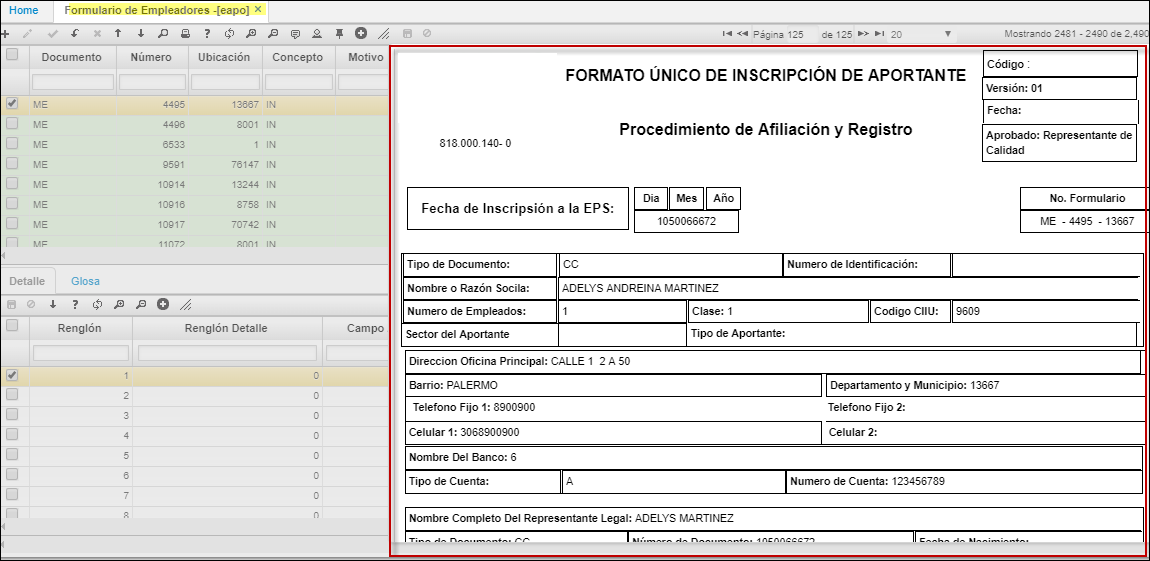 Home Formulario de Empleadores -[eapo] ×
Página 125 de 125 20 Mostrando 2481 - 2490 de 2,490
Documento Número Ubicación Concepto Motivo
ME 4495 13667 IN
ME 4496 8001 IN
ME 6533 1 IN
ME 9591 76147 IN
ME 10914 13244 IN
ME 10916 8758 IN
ME 10917 70742 IN
ME 11072 8001 IN
Detalle Glosa
Renglón Renglón Detalle Campo
1 0
2 0
3 0
4 0
5 0
6 0
7 0
8 0
FORMATO ÚNICO DE INSCRIPCIÓN DE APORTANTE
Código :
Versión: 01
Fecha:
Procedimiento de Afiliación y Registro
Aprobado: Representante de
Calidad
818.000.140- 0
Fecha de Inscripsión a la EPS:
Dia Mes Año
1050066672
No. Formulario
ME - 4495 - 13667
Tipo de Documento: CC Numero de Identificación:
Nombre o Razón Socila: ADELYS ANDREINA MARTINEZ
Numero de Empleados: 1 Clase: 1 Codigo CIIU: 9609
Sector del Aportante Tipo de Aportante:
Direccion Oficina Principal: CALLE 1 2 A 50
Barrio: PALERMO Departamento y Municipio: 13667
Telefono Fijo 1: 8900900 Telefono Fijo 2:
Celular 1: 3068900900 Celular 2:
Nombre Del Banco: 6
Tipo de Cuenta: A Numero de Cuenta: 123456789
Nombre Completo Del Representante Legal: ADELYS MARTINEZ
Tipo de Documento: CC Número de Documento: 1050066672 Fecha de Nacimiento: